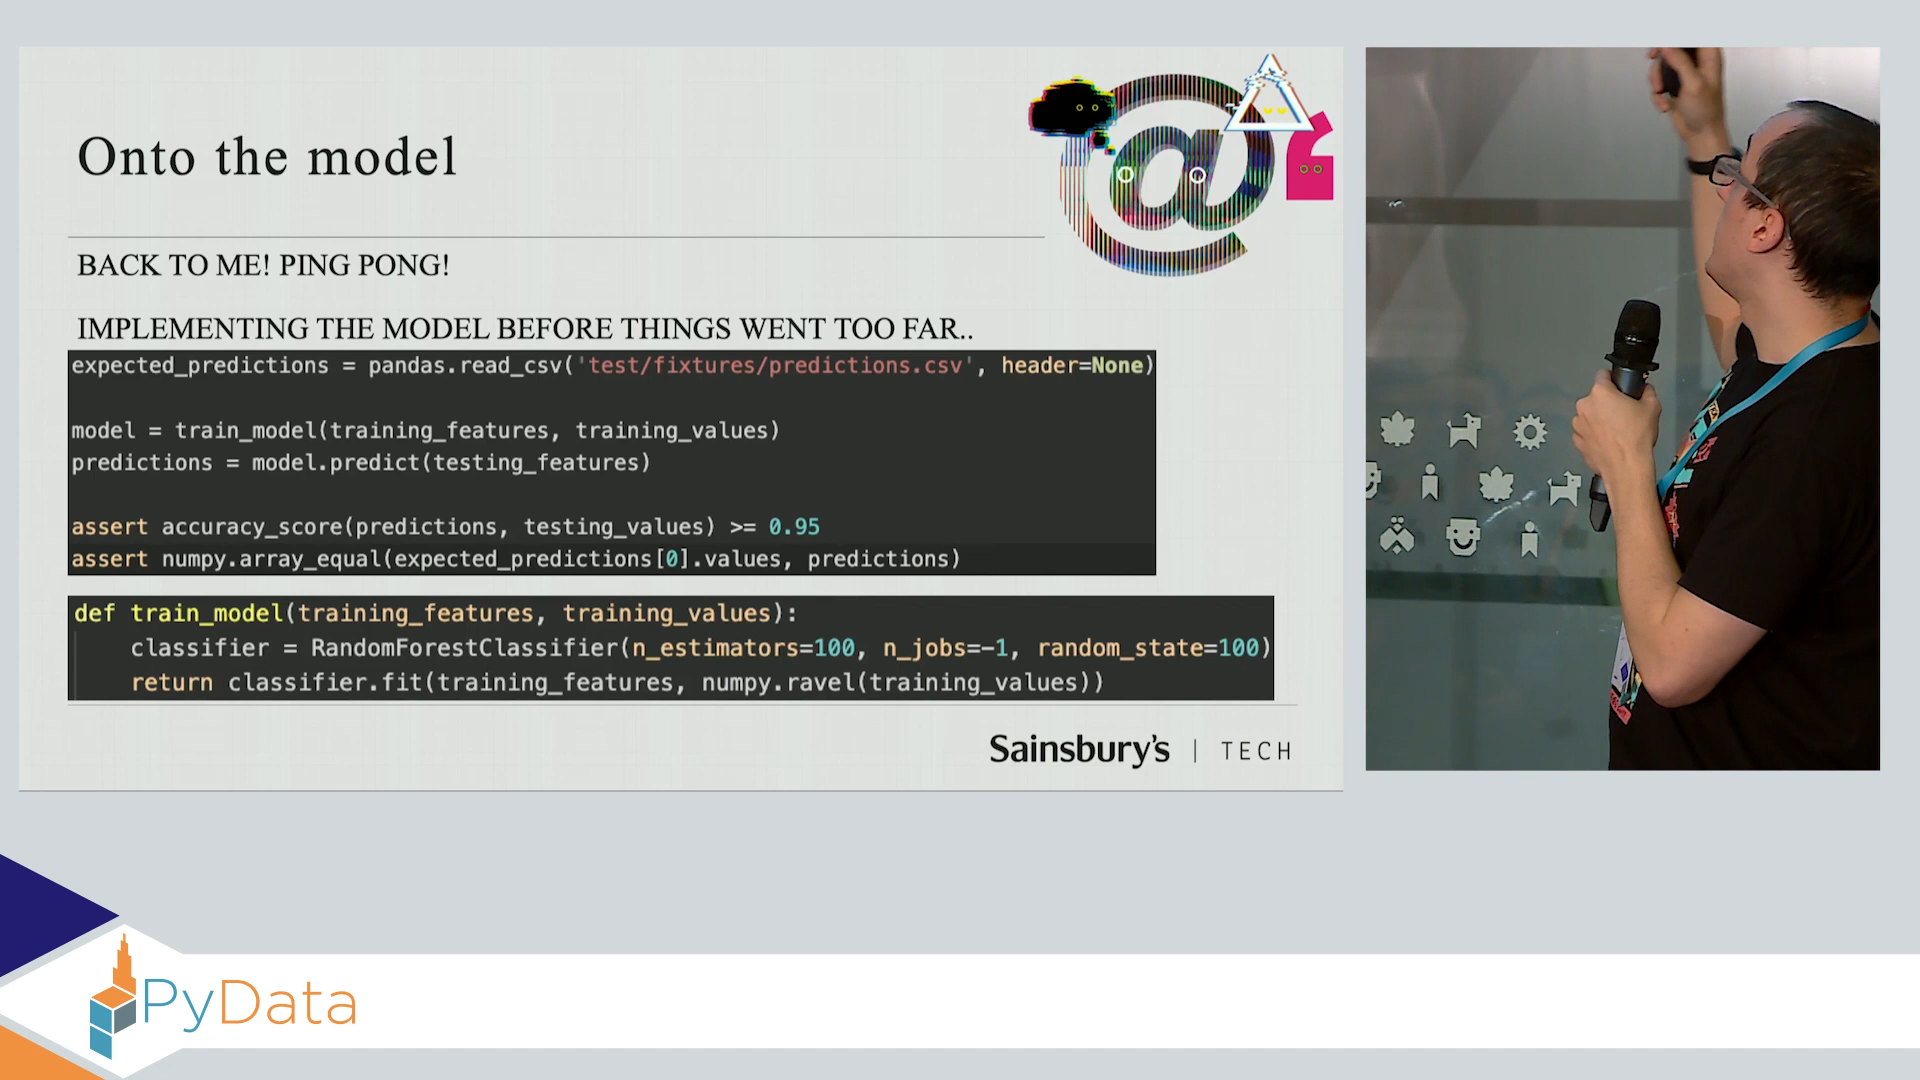 Onto the model
BACK TO ME! PING PONG!
IMPLEMENTING THE MODEL BEFORE THINGS WENT TOO FAR..
expected_predictions = pandas.read_csv('test/fixtures/predictions.csv', header=None)
model = train_model(training_features, training_values)
predictions = model.predict(testing_features)
assert accuracy_score(predictions, testing_values) >= 0.95
assert numpy.array_equal(expected_predictions[0].values, predictions)
def train_model(training_features, training_values):
classifier = RandomForestClassifier(n_estimators=100, n_jobs=-1, random_state=100)
return classifier.fit(training_features, numpy.ravel(training_values))
Sainsbury's | TECH
PyData